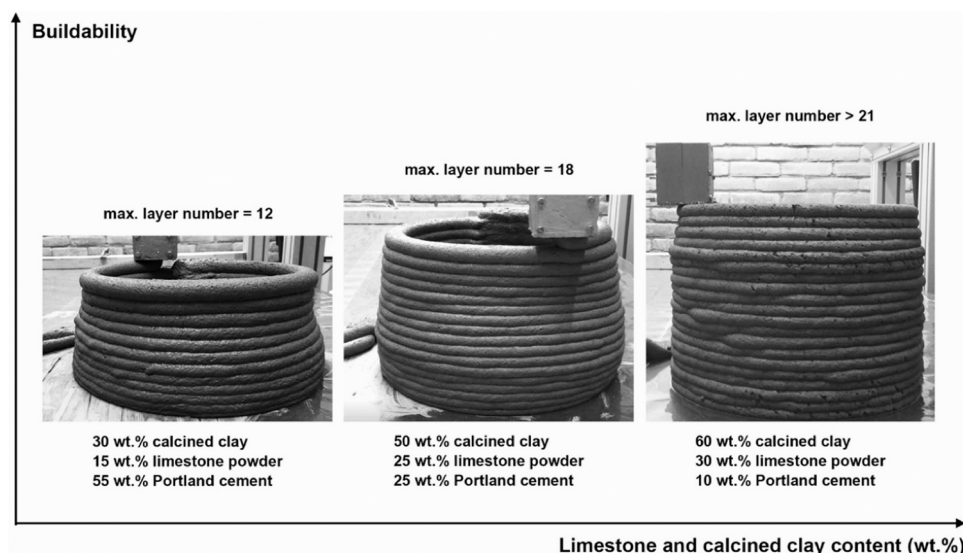 Buildability
max. layer number > 21
max. layer number = 18
max. layer number = 12
30 wt.% calcined clay
15 wt.% limestone powder
55 wt.% Portland cement
50 wt.% calcined clay
25 wt.% limestone powder
25 wt.% Portland cement
60 wt.% calcined clay
30 wt.% limestone powder
10 wt.% Portland cement
Limestone and calcined clay content (wt.%)